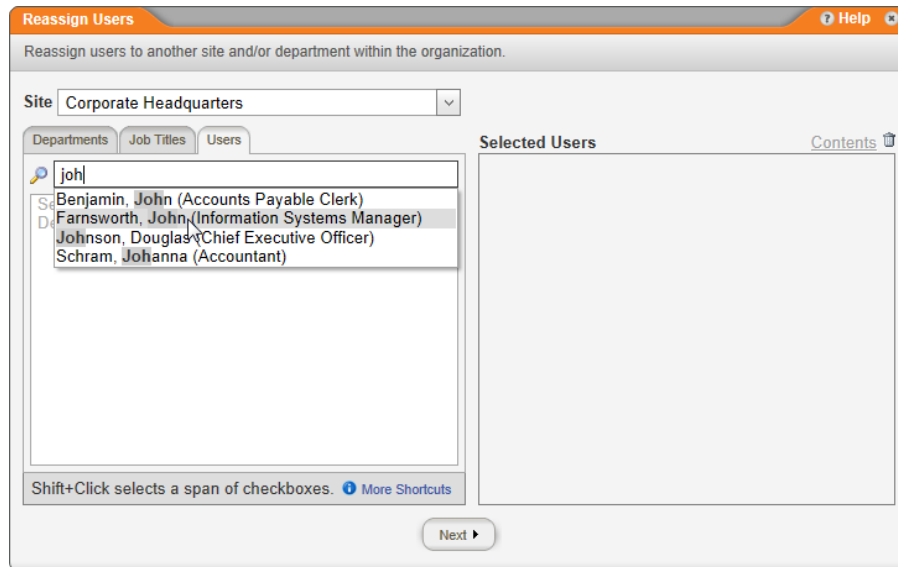 Reassign Users
Help
Reassign users to another site and/or department within the organization.
Site Corporate Headquarters
Departments Job Titles Users
Selected Users Contents
joh
Benjamin, John (Accounts Payable Clerk)
Farnsworth, John (Information Systems Manager)
Johnson, Douglas (Chief Executive Officer)
Schram, Johanna (Accountant)
Shift+Click selects a span of checkboxes. More Shortcuts
Next